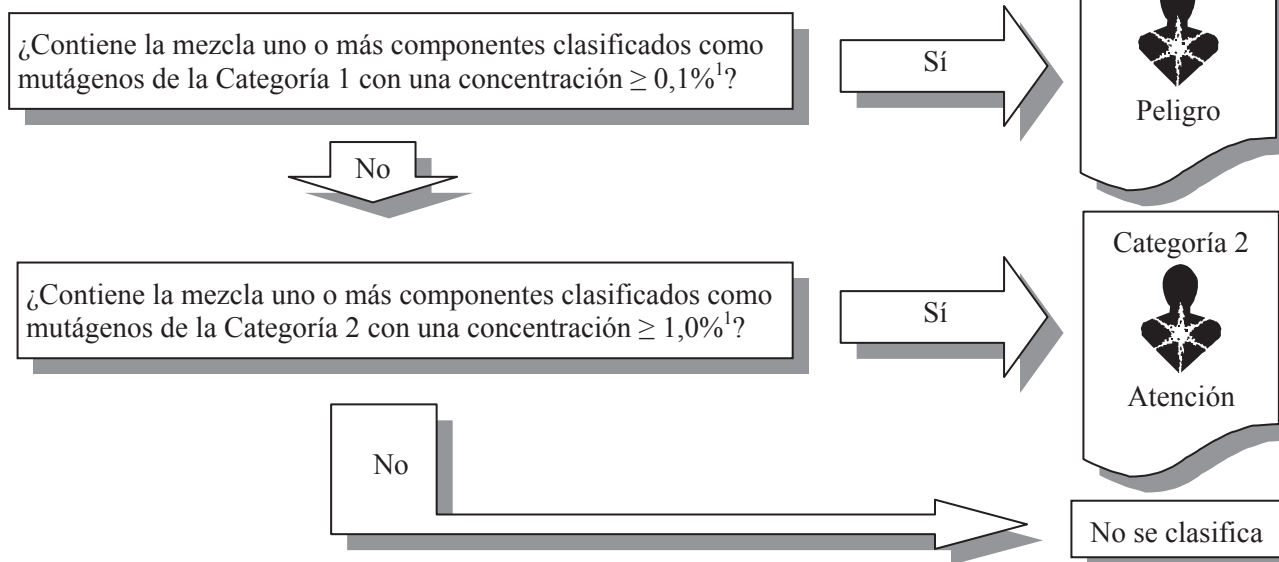 ¿Contiene la mezcla uno o más componentes clasificados como
mutágenos de la Categoría 1 con una concentración ≥ 0,1%¹?
Sí
Peligro
No
¿Contiene la mezcla uno o más componentes clasificados como
mutágenos de la Categoría 2 con una concentración ≥ 1,0%¹?
Sí
Categoría 2
Atención
No
No se clasifica